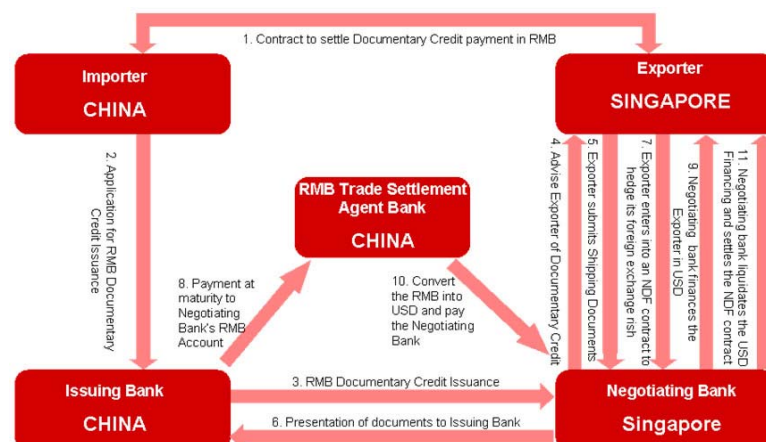 1. Contract to settle Documentary Credit payment in RMB
Importer
CHINA
Exporter
SINGAPORE
2. Application for RMB Documentary
Credit Issuance
RMB Trade Settlement
Agent Bank
CHINA
4. Advise Exporter of Documentary Credit
5. Exporter submits Shipping Documents
7. Exporter enters into an NDF contract to
hedge its foreign exchange rish
9. Negotiating bank finances the
Exporter in USD
11. Negotiating bank liquidates the USD
Financing and settles the NDF contract
8. Payment at
maturity to
Negotiating
Bank's RMB
Account
10. Convert
the RMB into
USD and pay
the Negotiating
Bank
Issuing Bank
CHINA
3. RMB Documentary Credit Issuance
6. Presentation of documents to Issuing Bank
Negotiating Bank
Singapore